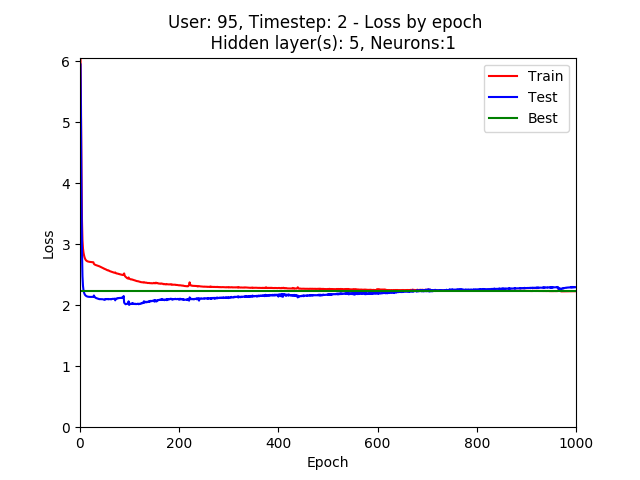 User: 95, Timestep: 2 - Loss by epoch
Hidden layer(s): 5, Neurons:1
Train
Test
Best
Loss
6
5
4
3
2
1
0
0 200 400 600 800 1000
Epoch